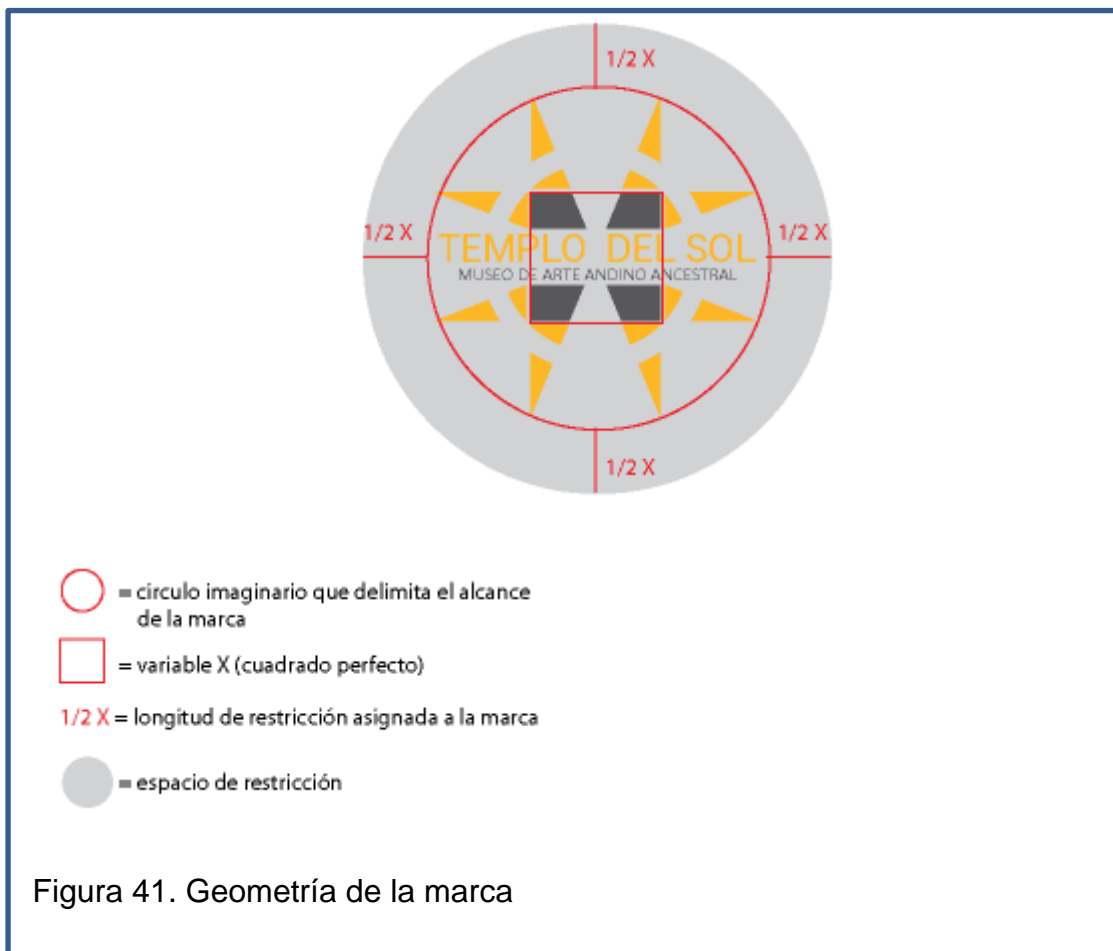 1/2 X
1/2 X
1/2 X
TEMPLO DEL SOL
MUSEO DE ARTE ANDINO ANCESTRAL
1/2 X
= circulo imaginario que delimita el alcance
de la marca
= variable X (cuadrado perfecto)
1/2 X = longitud de restricción asignada a la marca
= espacio de restricción
Figura 41. Geometría de la marca